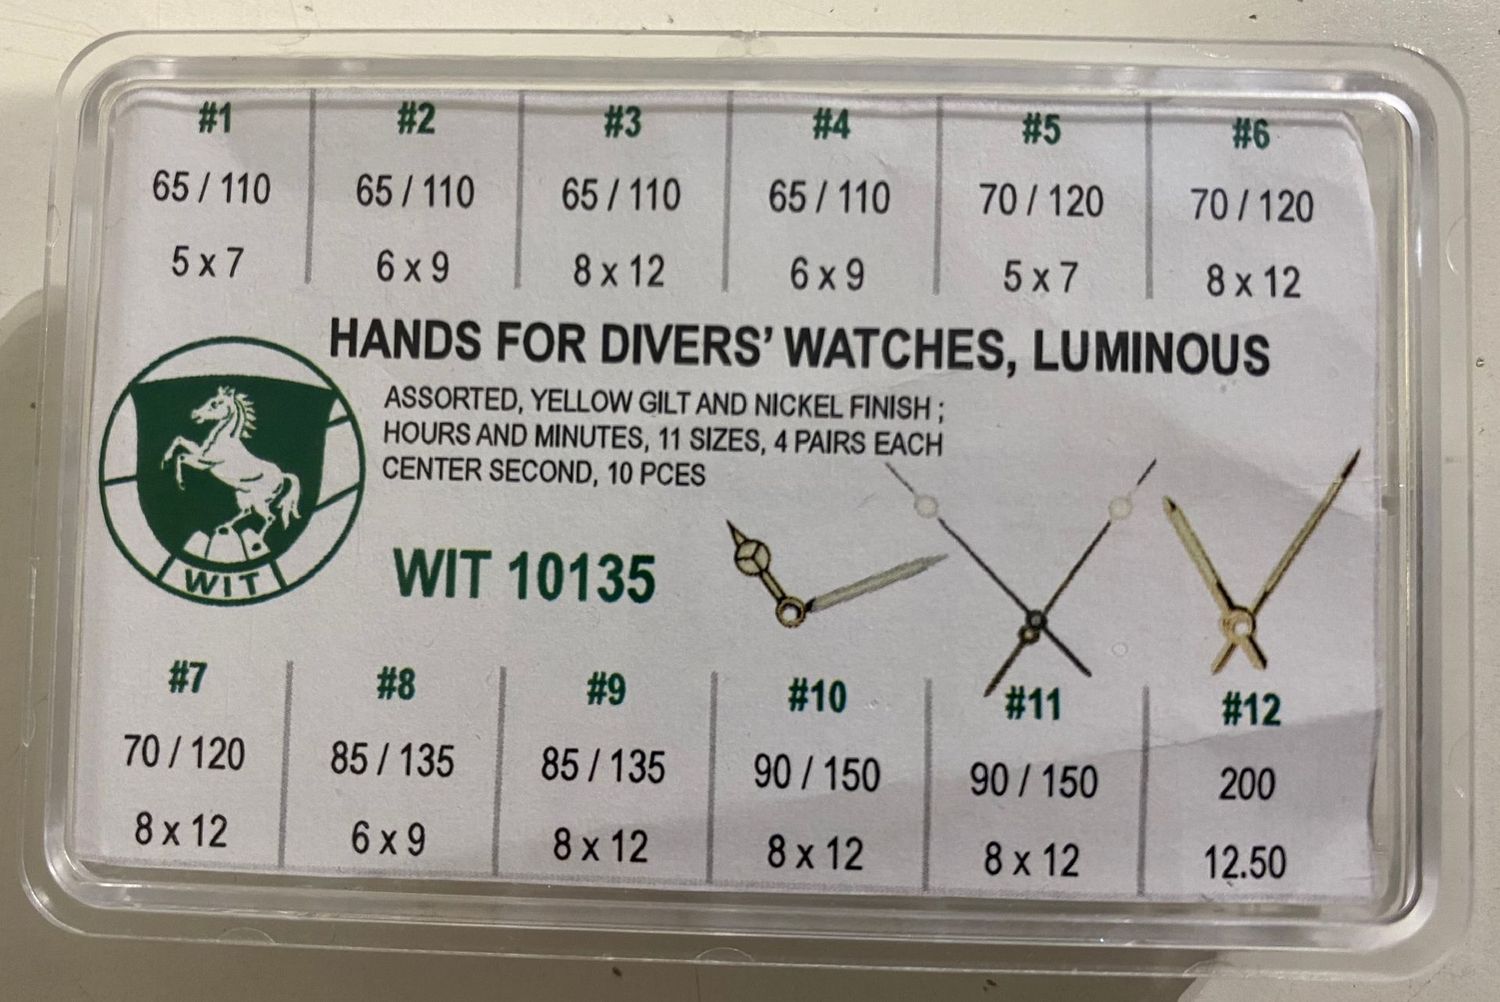 #1 #2 #3 #4 #5 #6
65 / 110 65 / 110 65 / 110 65 / 110 70 / 120 70 / 120
5 x 7 6 x 9 8 x 12 6 x 9 5 x 7 8 x 12
HANDS FOR DIVERS' WATCHES, LUMINOUS
ASSORTED, YELLOW GILT AND NICKEL FINISH ;
HOURS AND MINUTES, 11 SIZES, 4 PAIRS EACH
CENTER SECOND, 10 PCES
WIT
WIT 10135
#7 #8 #9 #10 #11 #12
70 / 120 85 / 135 85 / 135 90 / 150 90 / 150 200
8 x 12 6 x 9 8 x 12 8 x 12 8 x 12 12.50